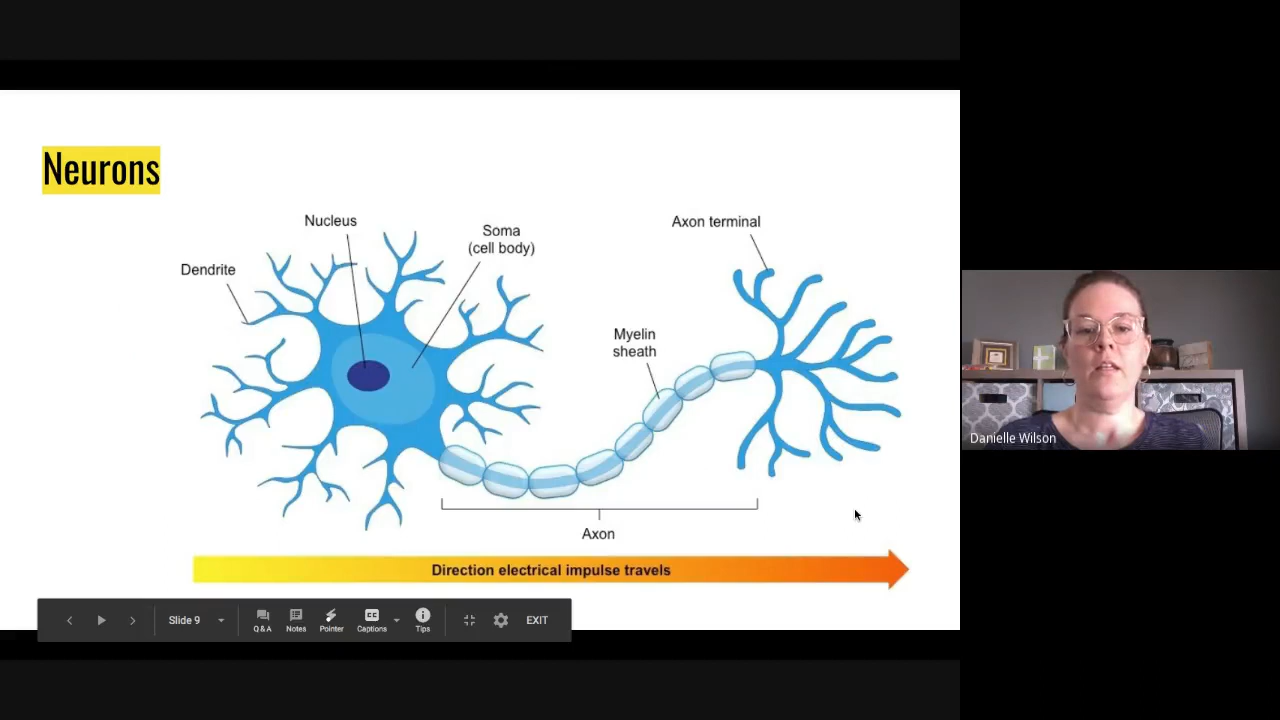 Neurons
Nucleus
Soma
(cell body)
Axon terminal
Dendrite
Myelin
sheath
Axon
Direction electrical impulse travels
Danielle Wilson
Slide 9
Q & A
Notes
Pointer
CC
Captions
Tips
EXIT